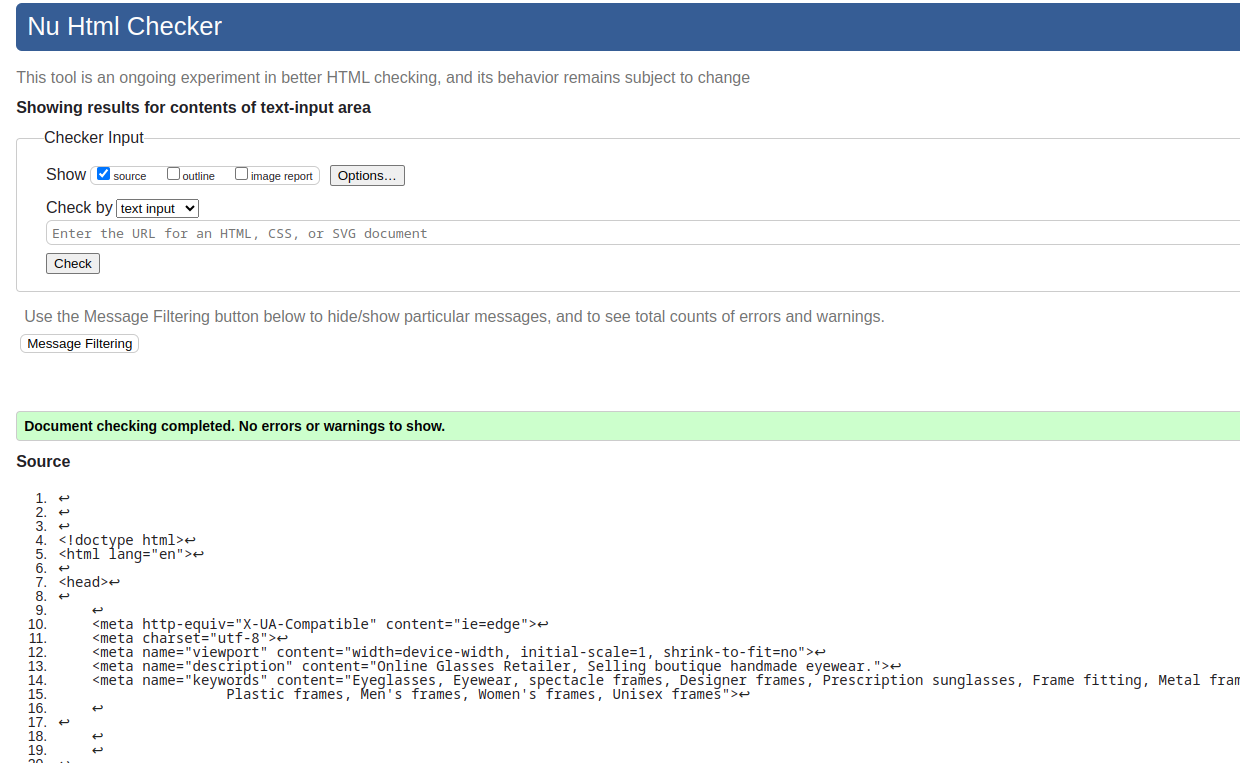 Nu Html Checker
This tool is an ongoing experiment in better HTML checking, and its behavior remains subject to change
Showing results for contents of text-input area
Checker Input
Show source outline image report Options…
Check by text input
Enter the URL for an HTML, CSS, or SVG document
Check
Use the Message Filtering button below to hide/show particular messages, and to see total counts of errors and warnings.
Message Filtering
Document checking completed. No errors or warnings to show.
Source
1. ↩
2. ↩
3. ↩
4. <!doctype html>↩
5. <html lang="en">↩
6. ↩
7. <head>↩
8. ↩
9. ↩
10. <meta http-equiv="X-UA-Compatible" content="ie=edge">↩
11. <meta charset="utf-8">↩
12. <meta name="viewport" content="width=device-width, initial-scale=1, shrink-to-fit=no">↩
13. <meta name="description" content="Online Glasses Retailer, Selling boutique handmade eyewear.">↩
14. <meta name="keywords" content="Eyeglasses, Eyewear, spectacle frames, Designer frames, Prescription sunglasses, Frame fitting, Metal
15. Plastic frames, Men's frames, Women's frames, Unisex frames">↩
16. ↩
17. ↩
18. ↩
19. ↩